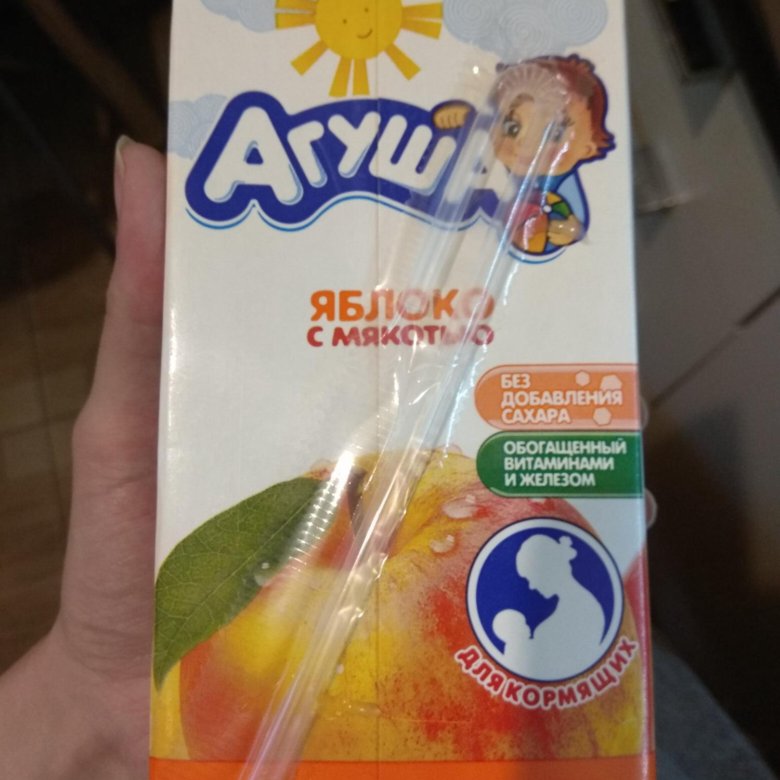 АГУША
ЯБЛОКО
С МЯКОТЬЮ
БЕЗ
ДОБАВЛЕНИЯ
САХАРА
ОБОГАЩЕННЫЙ
ВИТАМИНАМИ
И ЖЕЛЕЗОМ
ДЛЯ КОРМЯЩИХ